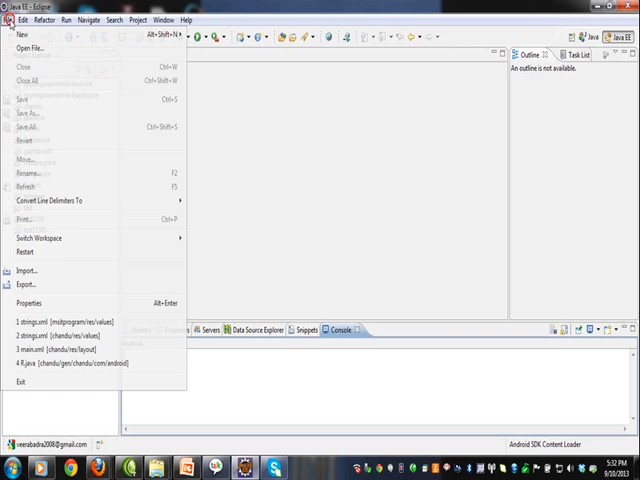 Java EE - Eclipse
File Edit Refactor Run Navigate Search Project Window Help
Java Java EE
New Alt+Shift+N
Open File...
Close Ctrl+W
Close All Ctrl+Shift+W
Save Ctrl+S
Save As...
Save All Ctrl+Shift+S
Revert
Move...
Rename... F2
Refresh F5
Convert Line Delimiters To
Print... Ctrl+P
Switch Workspace
Restart
Import...
Export...
Properties Alt+Enter
1 strings.xml [msitprogram/res/values]
2 strings.xml [chandu/res/values]
3 main.xml [chandu/res/layout]
4 R.java [chandu/gen/chandu/com/android]
Exit
Outline Task List
An outline is not available.
Servers Data Source Explorer Snippets Console
Android
veerabadra2008@gmail.com
Android SDK Content Loader
5:32 PM
9/10/2013